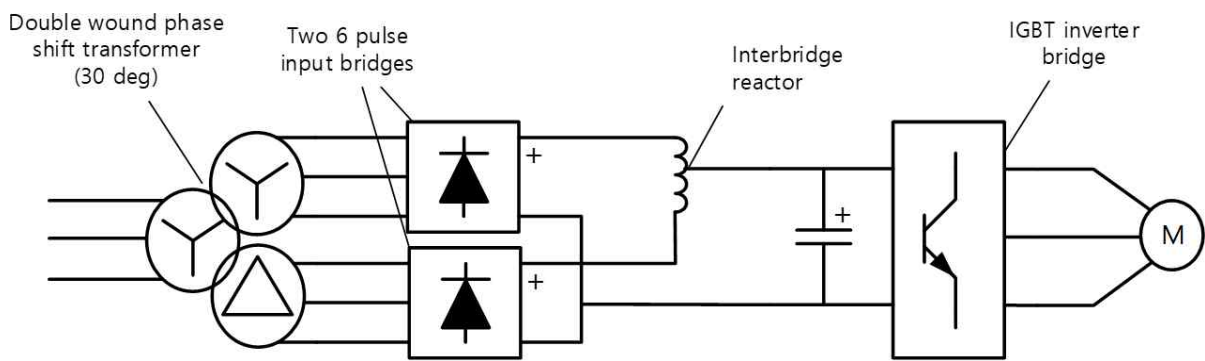 Double wound phase
shift transformer
(30 deg)
Two 6 pulse
input bridges
Interbridge
reactor
IGBT inverter
bridge
+
+
+
M